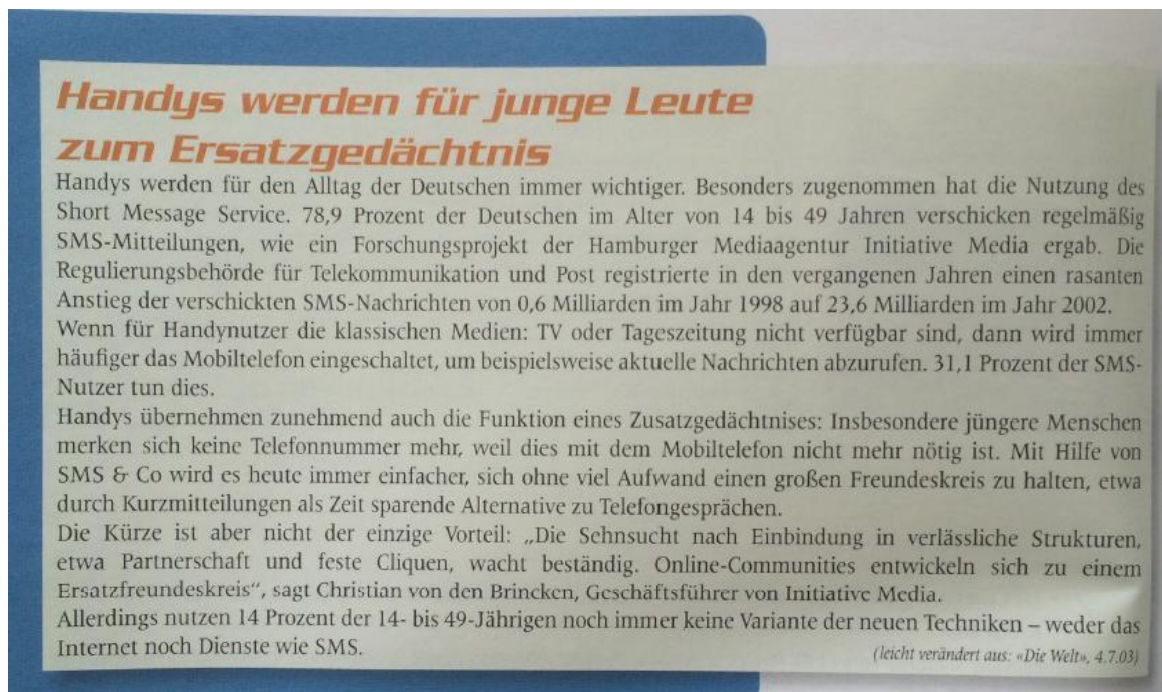 Handys werden für junge Leute
zum Ersatzgedächtnis
Handys werden für den Alltag der Deutschen immer wichtiger. Besonders zugenommen hat die Nutzung des
Short Message Service. 78,9 Prozent der Deutschen im Alter von 14 bis 49 Jahren verschicken regelmäßig
SMS-Mitteilungen, wie ein Forschungsprojekt der Hamburger Mediaagentur Initiative Media ergab. Die
Regulierungsbehörde für Telekommunikation und Post registrierte in den vergangenen Jahren einen rasanten
Anstieg der verschickten SMS-Nachrichten von 0,6 Milliarden im Jahr 1998 auf 23,6 Milliarden im Jahr 2002.
Wenn für Handynutzer die klassischen Medien: TV oder Tageszeitung nicht verfügbar sind, dann wird immer
häufiger das Mobiltelefon eingeschaltet, um beispielsweise aktuelle Nachrichten abzurufen. 31,1 Prozent der SMS-
Nutzer tun dies.
Handys übernehmen zunehmend auch die Funktion eines Zusatzgedächtnises: Insbesondere jüngere Menschen
merken sich keine Telefonnummer mehr, weil dies mit dem Mobiltelefon nicht mehr nötig ist. Mit Hilfe von
SMS & Co wird es heute immer einfacher, sich ohne viel Aufwand einen großen Freundeskreis zu halten, etwa
durch Kurzmitteilungen als Zeit sparende Alternative zu Telefongesprächen.
Die Kürze ist aber nicht der einzige Vorteil: „Die Sehnsucht nach Einbindung in verlässliche Strukturen,
etwa Partnerschaft und feste Cliquen, wacht beständig. Online-Communities entwickeln sich zu einem
Ersatzfreundeskreis“, sagt Christian von den Brincken, Geschäftsführer von Initiative Media.
Allerdings nutzen 14 Prozent der 14- bis 49-Jährigen noch immer keine Variante der neuen Techniken – weder das
Internet noch Dienste wie SMS.
(leicht verändert aus: «Die Welt», 4.7.03)